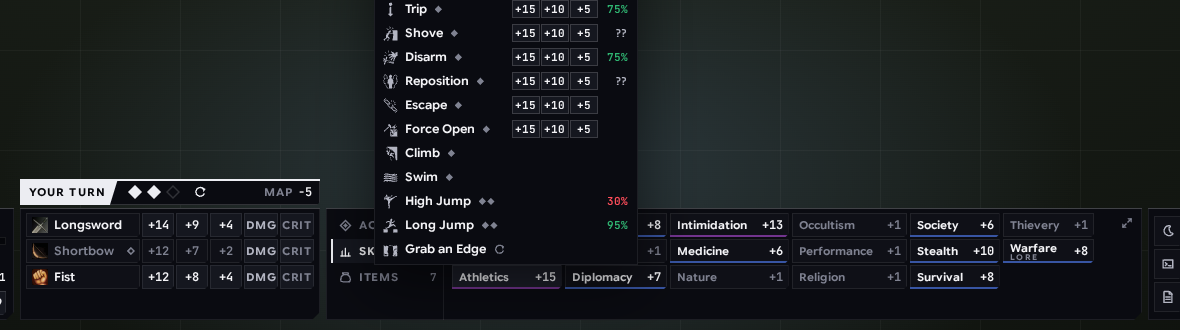 Trip +15 +10 +5 75%
Shove +15 +10 +5 ??
Disarm +15 +10 +5 75%
Reposition +15 +10 +5 ??
Escape +15 +10 +5
Force Open +15 +10 +5
Climb
Swim
High Jump 30%
Long Jump 95%
Grab an Edge
YOUR TURN MAP -5
Longsword +14 +9 +4 DMG CRIT
Shortbow +12 +7 +2 DMG CRIT
Fist +12 +8 +4 DMG CRIT
AC
SK
ITEMS 7
+8 Intimidation +13 Occultism +1 Society +6 Thievery +1
+1 Medicine +6 Performance +1 Stealth +10 Warfare +8
LORE
Athletics +15 Diplomacy +7 Nature +1 Religion +1 Survival +8